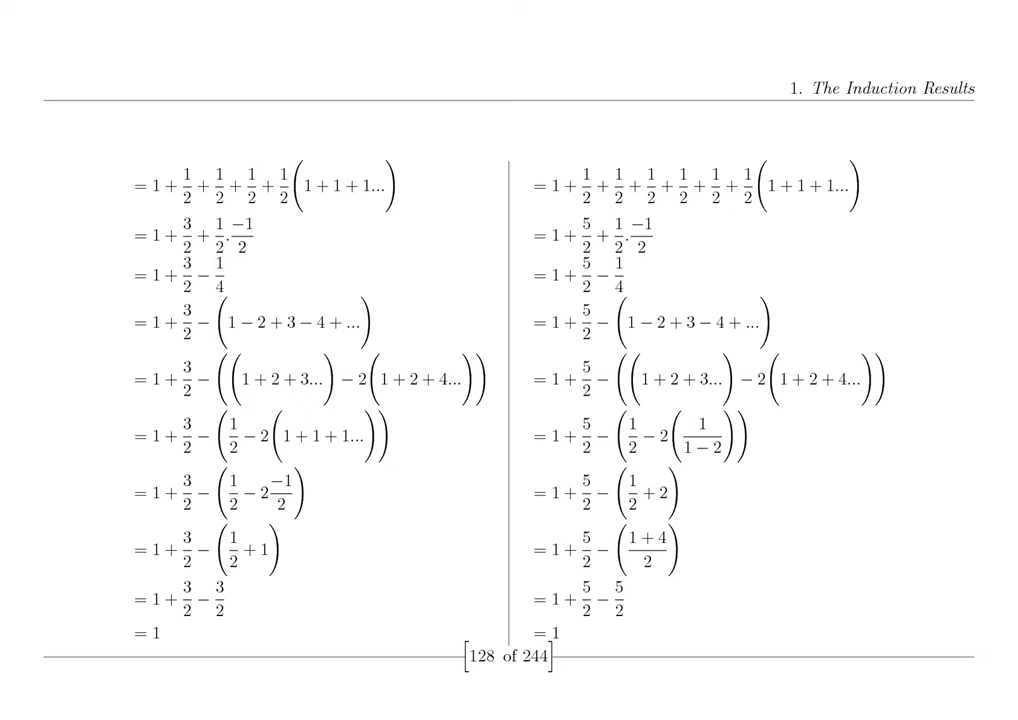 1. The Induction Results
= 1 + 1/2 + 1/2 + 1/2 + 1/2(1 + 1 + 1...)
= 1 + 3/2 + 1/2 . −1/2
= 1 + 3/2 − 1/4
= 1 + 3/2 − (1 − 2 + 3 − 4 + ...)
= 1 + 3/2 − ((1 + 2 + 3...) − 2(1 + 2 + 4...))
= 1 + 3/2 − (1/2 − 2(1 + 1 + 1...))
= 1 + 3/2 − (1/2 − 2 −1/2)
= 1 + 3/2 − (1/2 + 1)
= 1 + 3/2 − 3/2
= 1
= 1 + 1/2 + 1/2 + 1/2 + 1/2 + 1/2 + 1/2(1 + 1 + 1...)
= 1 + 5/2 + 1/2 . −1/2
= 1 + 5/2 − 1/4
= 1 + 5/2 − (1 − 2 + 3 − 4 + ...)
= 1 + 5/2 − ((1 + 2 + 3...) − 2(1 + 2 + 4...))
= 1 + 5/2 − (1/2 − 2(1/(1 − 2)))
= 1 + 5/2 − (1/2 + 2)
= 1 + 5/2 − ((1 + 4)/2)
= 1 + 5/2 − 5/2
= 1
[128 of 244]